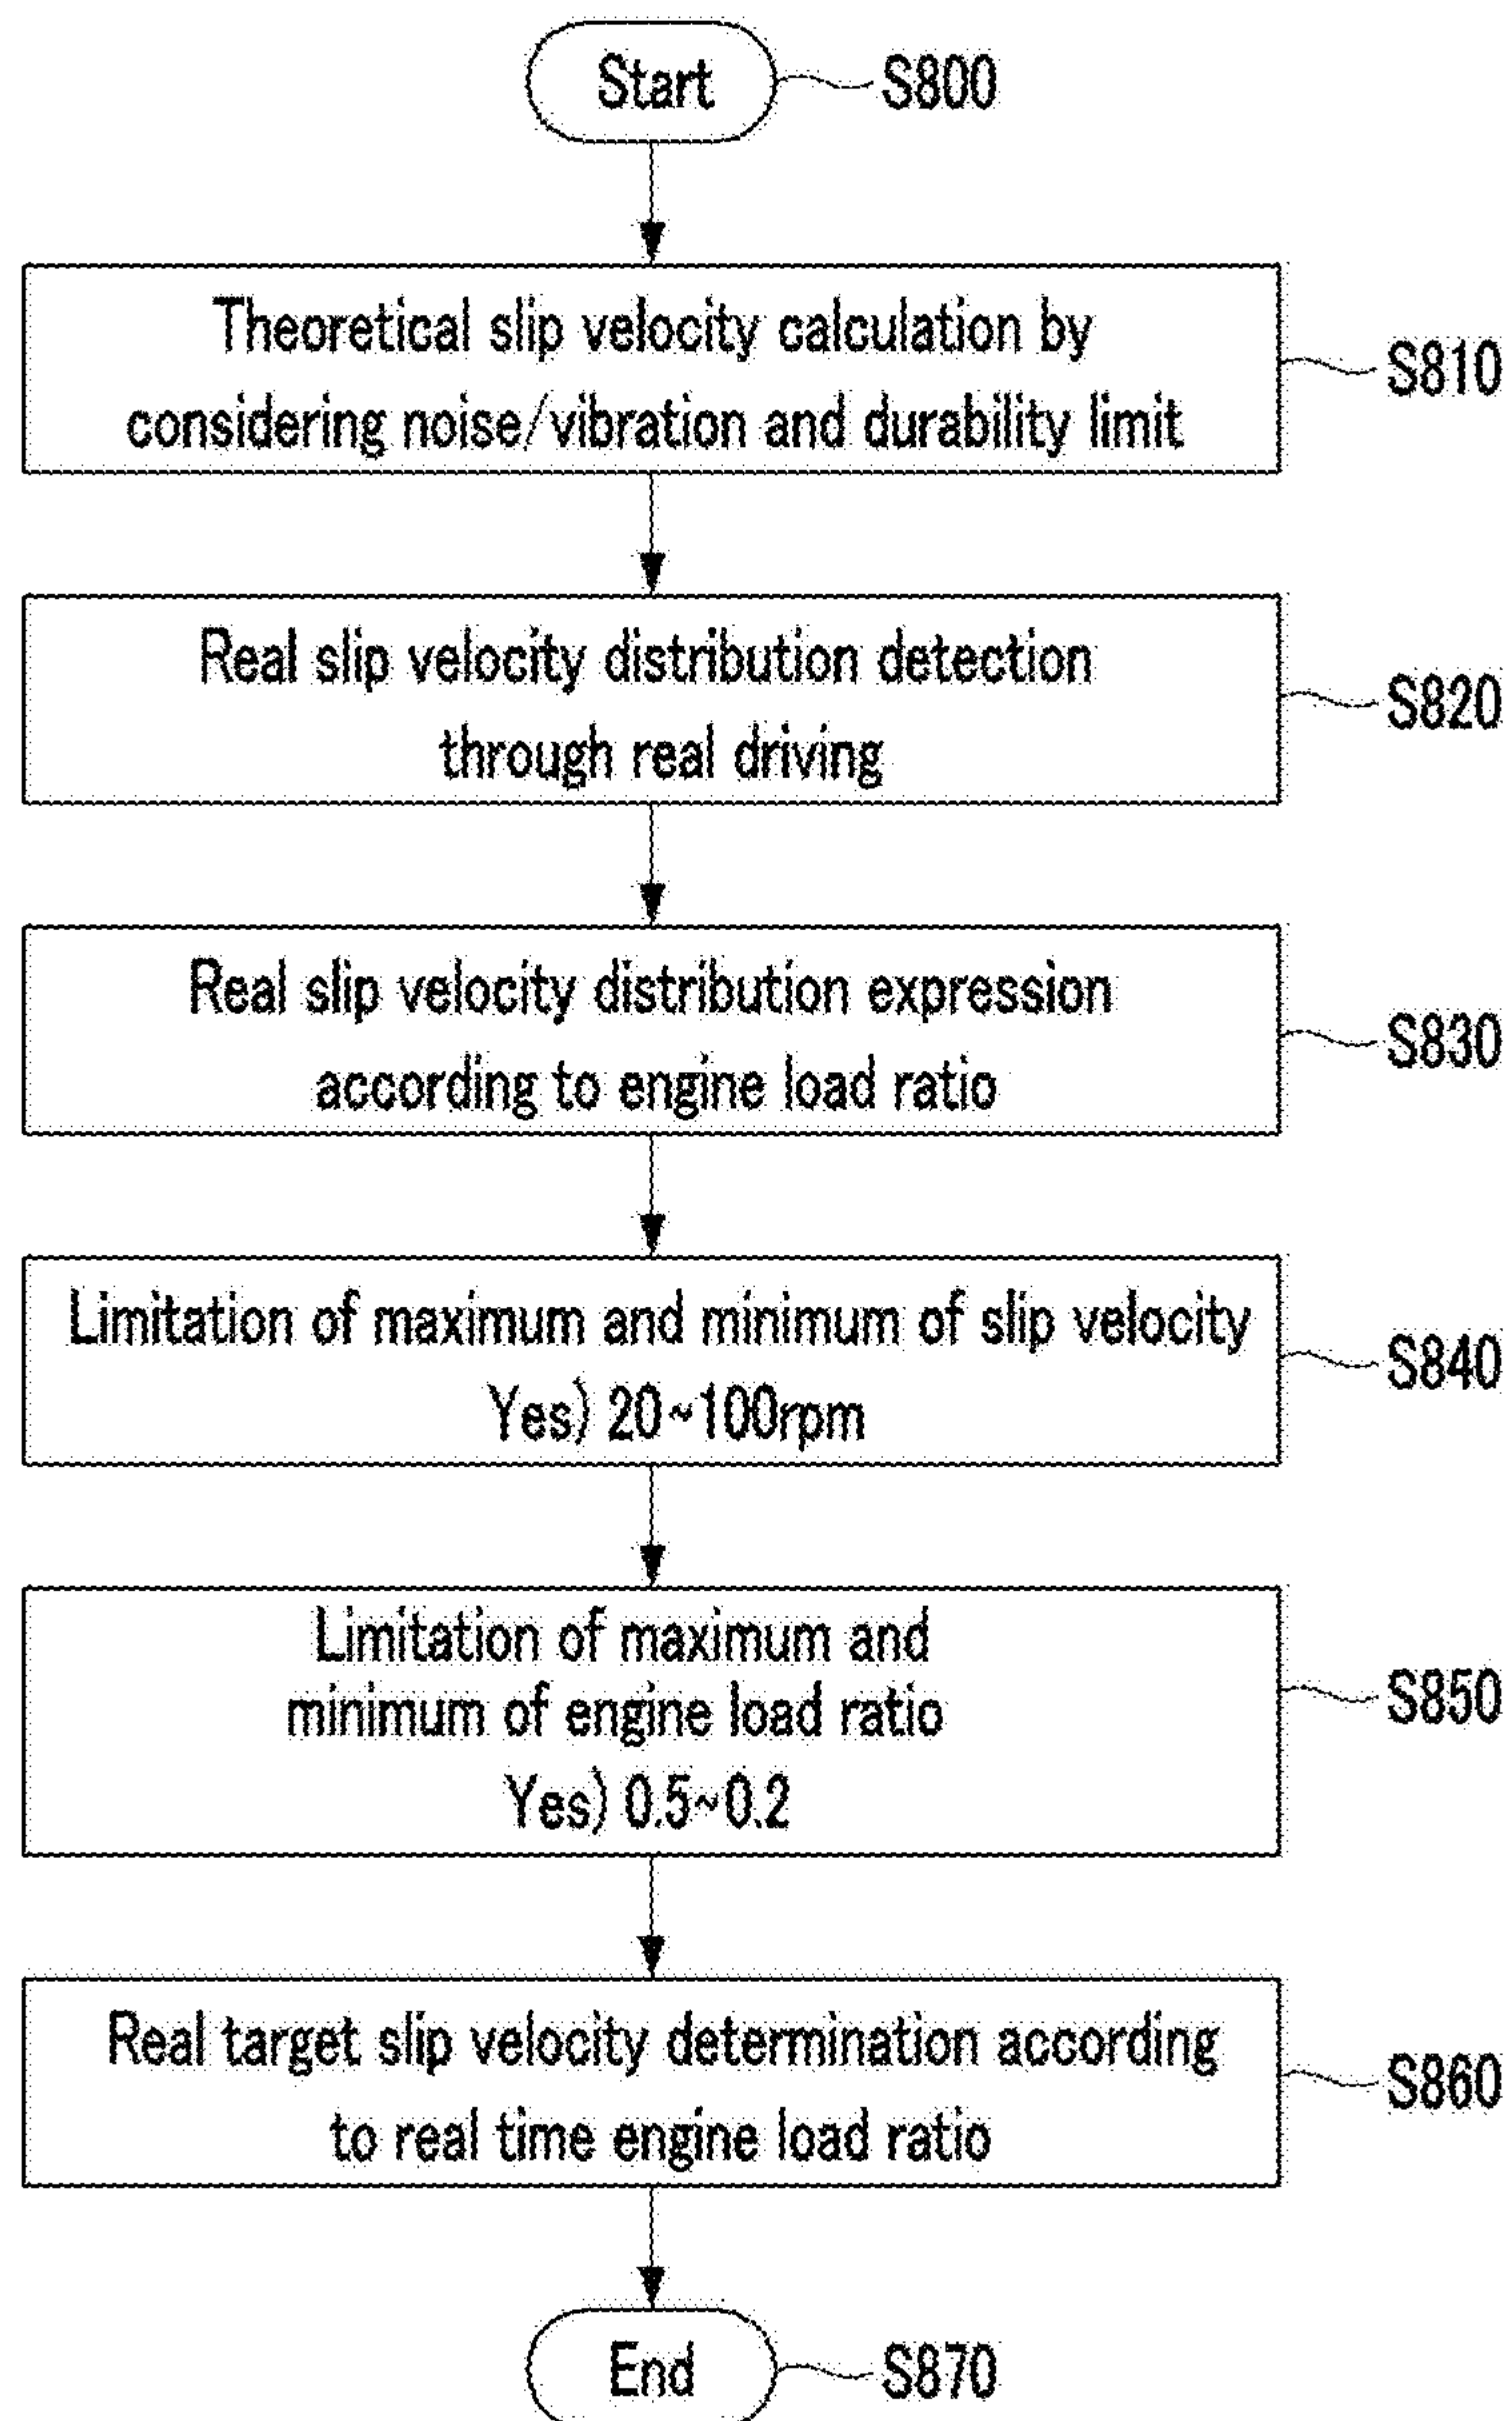 Start
S800
Theoretical slip velocity calculation by
considering noise/vibration and durability limit
S810
Real slip velocity distribution detection
through real driving
S820
Real slip velocity distribution expression
according to engine load ratio
S830
Limitation of maximum and minimum of slip velocity
Yes) 20~100rpm
S840
Limitation of maximum and
minimum of engine load ratio
Yes) 0.5~0.2
S850
Real target slip velocity determination according
to real time engine load ratio
S860
End
S870